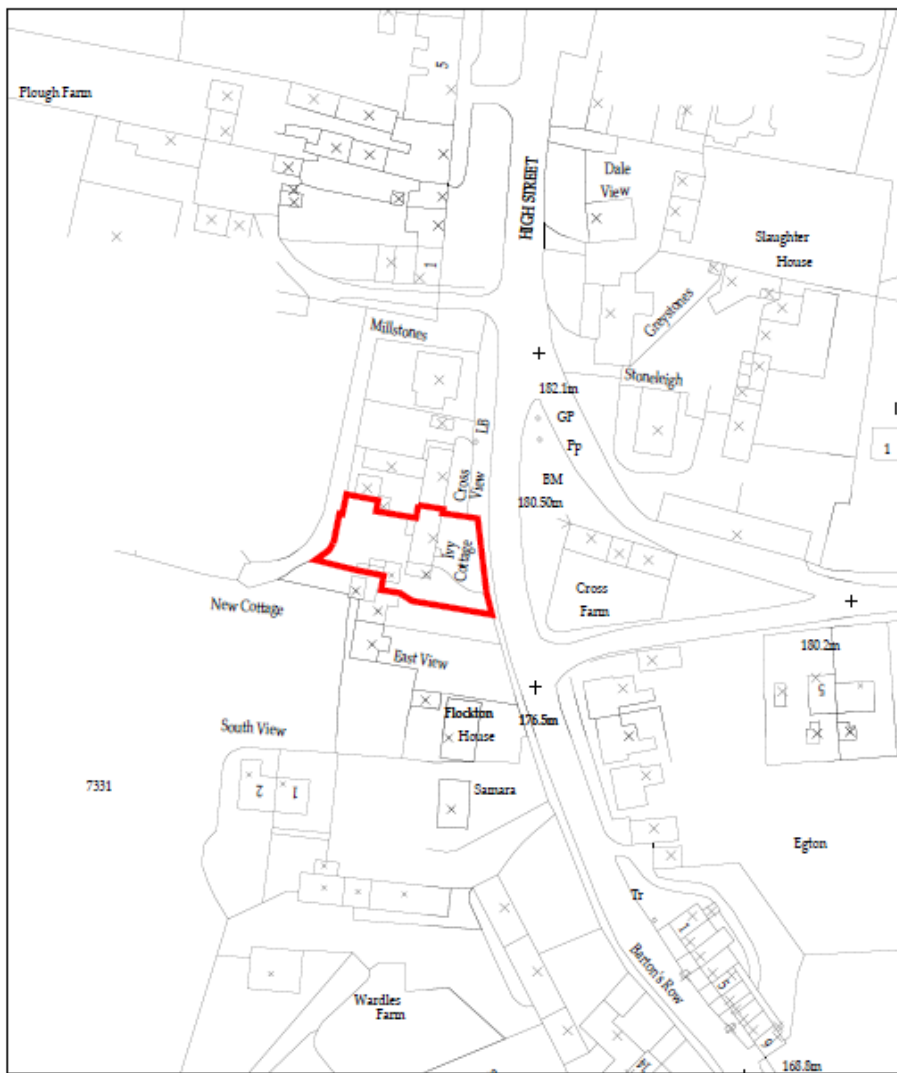 5
Plough Farm
HIGH STREET
Dale
View
Slaughter
House
1
Greystones
Millstones
Stoneleigh
182.1m
GP
LB
Pp
1
Cross
View
BM
180.50m
Ivy
Cottage
Cross
Farm
New Cottage
180.2m
East View
5
Flockton
House
176.5m
South View
7331
2
1
Samara
Egton
Tr
1
Barton's Row
5
Wardles
Farm
9
14
168.8m